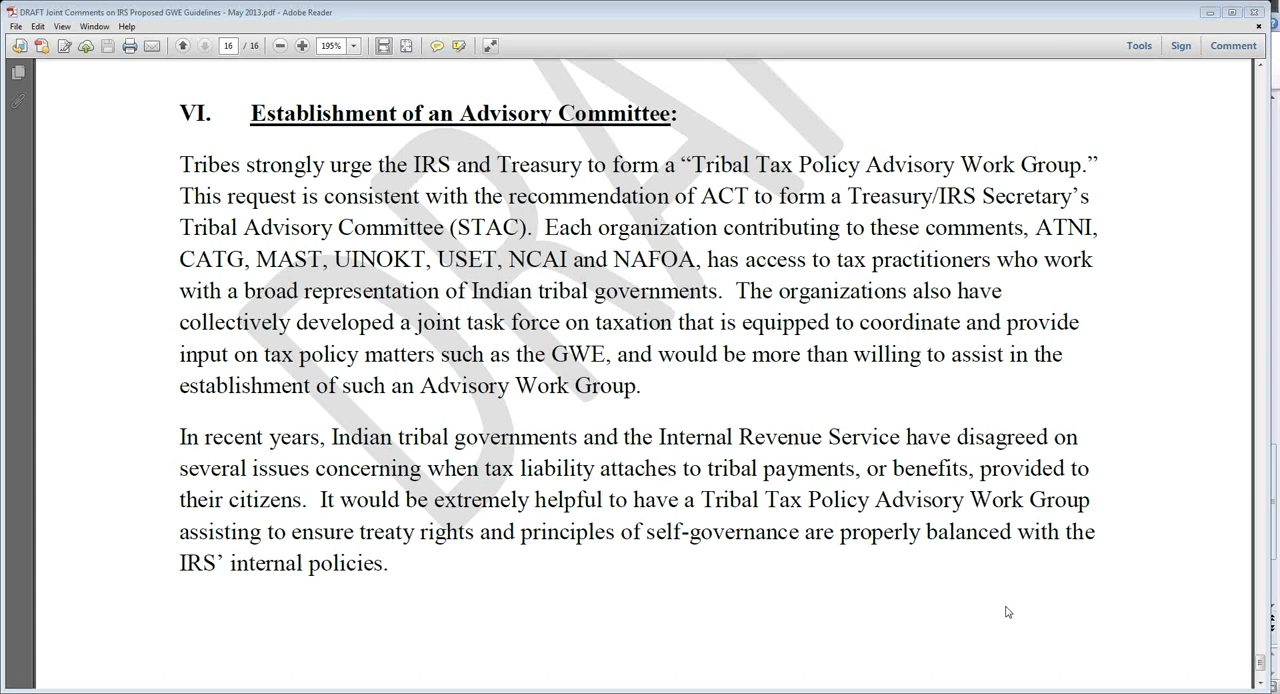 DRAFT Joint Comments on IRS Proposed GWE Guidelines - May 2013.pdf - Adobe Reader
File Edit View Window Help
16 / 16 195% Tools Sign Comment
DRAFT
VI. Establishment of an Advisory Committee:
Tribes strongly urge the IRS and Treasury to form a “Tribal Tax Policy Advisory Work Group.”
This request is consistent with the recommendation of ACT to form a Treasury/IRS Secretary’s
Tribal Advisory Committee (STAC). Each organization contributing to these comments, ATNI,
CATG, MAST, UINOKT, USET, NCAI and NAFOA, has access to tax practitioners who work
with a broad representation of Indian tribal governments. The organizations also have
collectively developed a joint task force on taxation that is equipped to coordinate and provide
input on tax policy matters such as the GWE, and would be more than willing to assist in the
establishment of such an Advisory Work Group.
In recent years, Indian tribal governments and the Internal Revenue Service have disagreed on
several issues concerning when tax liability attaches to tribal payments, or benefits, provided to
their citizens. It would be extremely helpful to have a Tribal Tax Policy Advisory Work Group
assisting to ensure treaty rights and principles of self-governance are properly balanced with the
IRS’ internal policies.